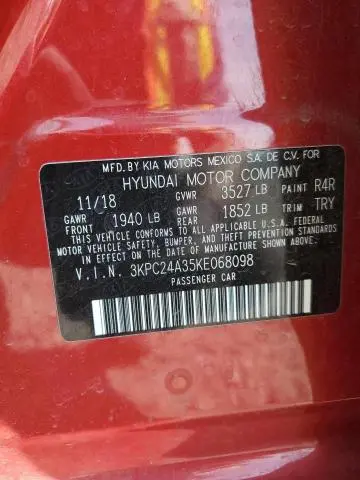 MFD. BY KIA MOTORS MEXICO S.A. DE C.V. FOR
HYUNDAI MOTOR COMPANY
11/18 GVWR 3527 LB PAINT R4R
GAWR FRONT 1940 LB GAWR REAR 1852 LB TRIM TRY
THIS VEHICLE CONFORMS TO ALL APPLICABLE U.S. FEDERAL
MOTOR VEHICLE SAFETY, BUMPER, AND THEFT PREVENTION
STANDARDS IN EFFECT ON THE DATE OF MANUFACTURE SHOWN ABOVE.
V.I.N. 3KPC24A35KE068098
PASSENGER CAR